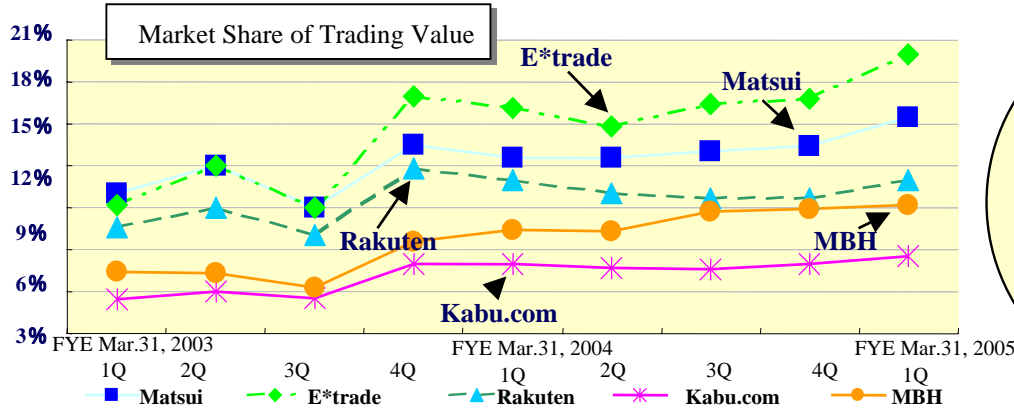 Market Share of Trading Value
21%
18%
15%
12%
9%
6%
3%
E*trade
Matsui
Rakuten
MBH
Kabu.com
FYE Mar.31, 2003 FYE Mar.31, 2004 FYE Mar.31, 2005
1Q 2Q 3Q 4Q 1Q 2Q 3Q 4Q 1Q
Matsui E*trade Rakuten Kabu.com MBH